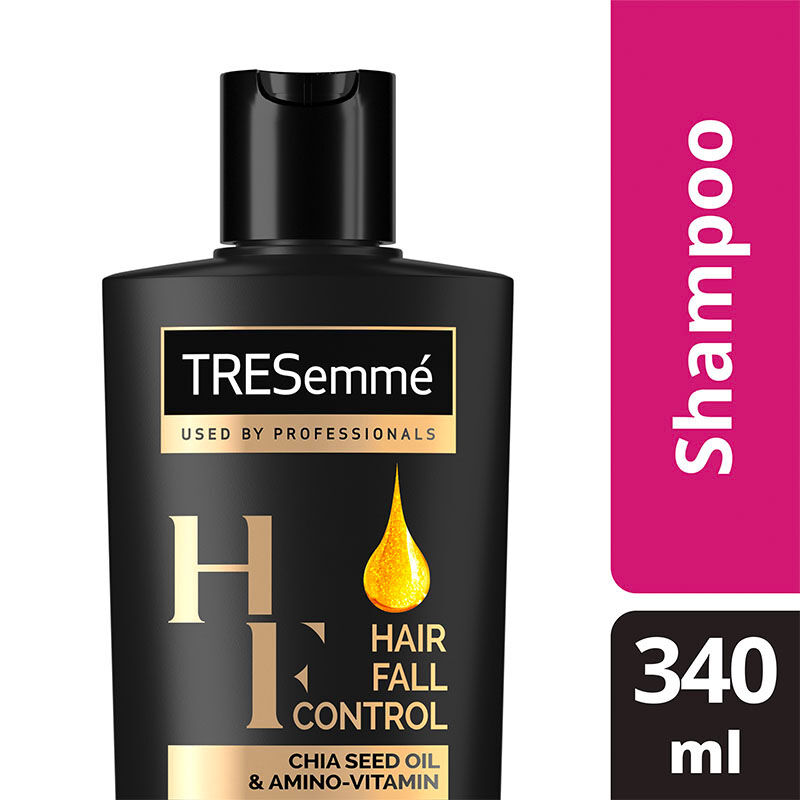 TRESemmé
USED BY PROFESSIONALS
HF
HAIR
FALL
CONTROL
CHIA SEED OIL
& AMINO-VITAMIN
Shampoo
340
ml